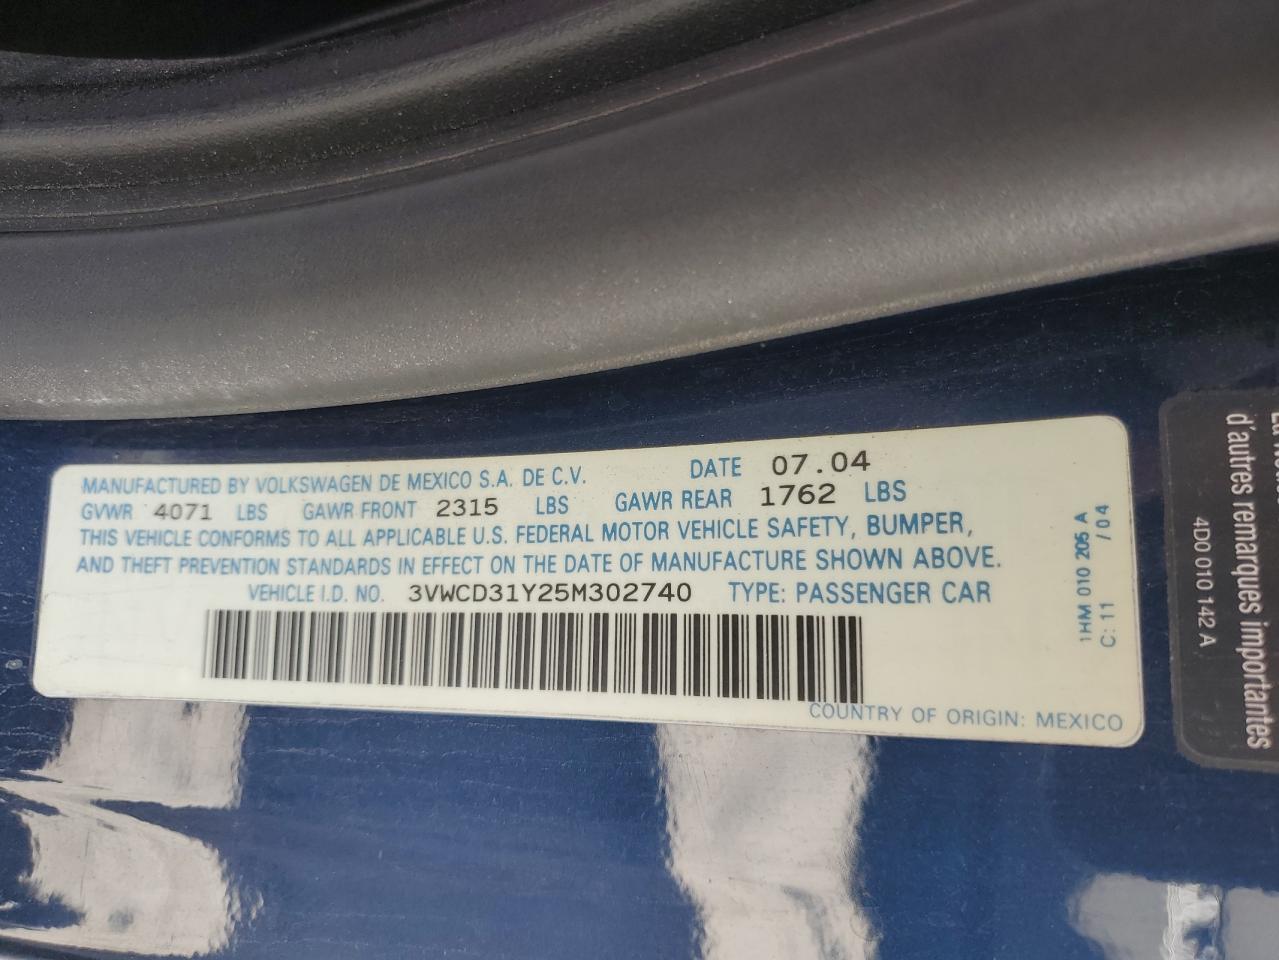 MANUFACTURED BY VOLKSWAGEN DE MEXICO S.A. DE C.V. DATE 07.04
GVWR 4071 LBS GAWR FRONT 2315 LBS GAWR REAR 1762 LBS
THIS VEHICLE CONFORMS TO ALL APPLICABLE U.S. FEDERAL MOTOR VEHICLE SAFETY, BUMPER,
AND THEFT PREVENTION STANDARDS IN EFFECT ON THE DATE OF MANUFACTURE SHOWN ABOVE.
VEHICLE I.D. NO. 3VWCD31Y25M302740 TYPE: PASSENGER CAR
COUNTRY OF ORIGIN: MEXICO
1HM 010 205 A
C: 11 / 04
d'autres remarques importantes
4D0 010 142 A